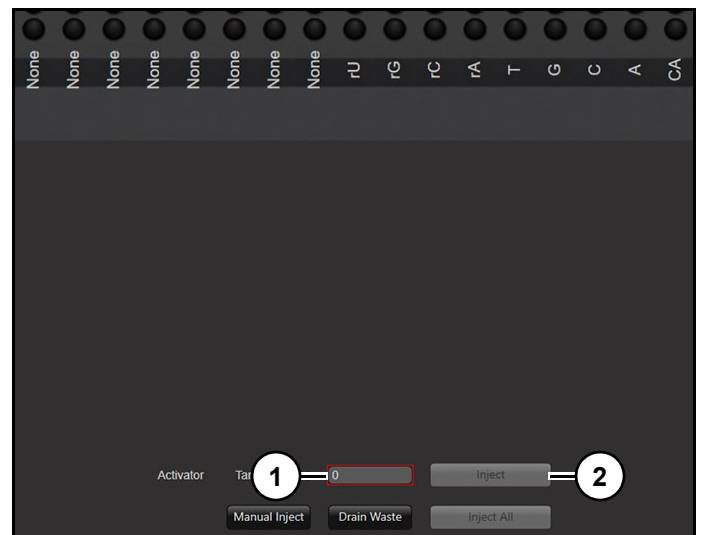 None None None None None None None None rU rG rC rA T G C A CA
Activator 1 0 Inject 2
Manual Inject Drain Waste Inject All